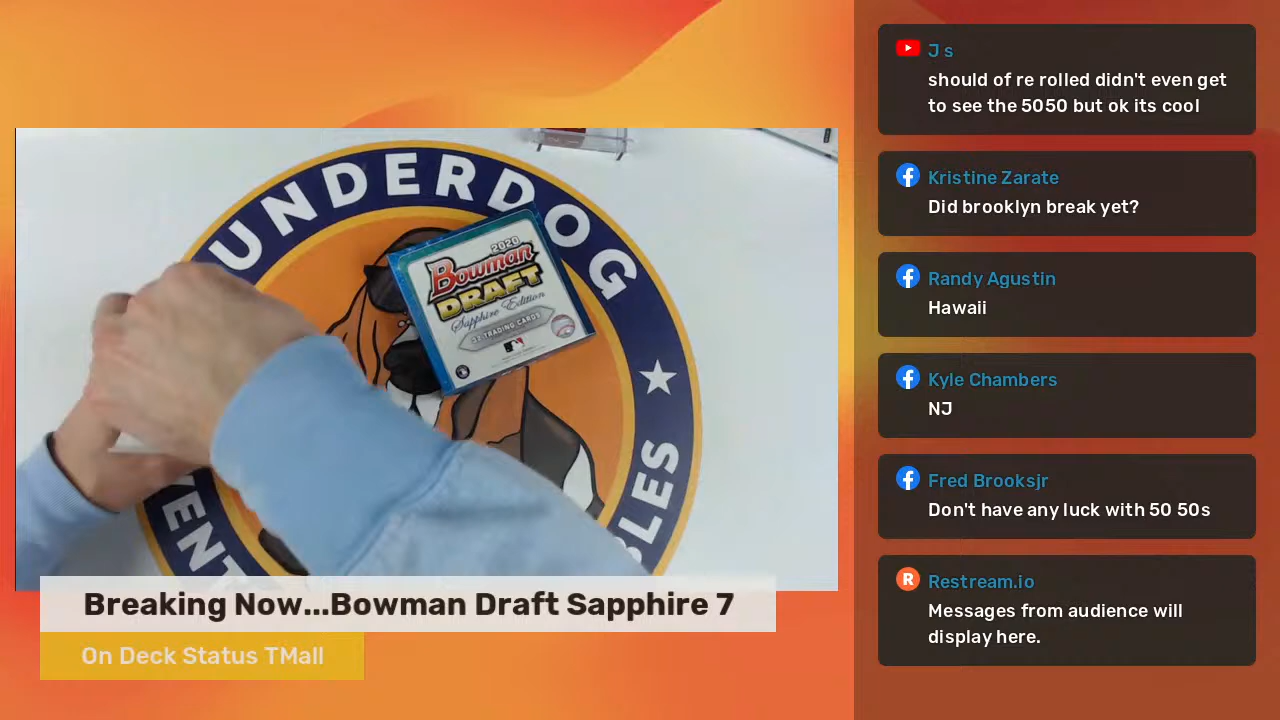 UNDERDOG
2020
Bowman
DRAFT
Sapphire Edition
32 TRADING CARDS
Breaking Now...Bowman Draft Sapphire 7
On Deck Status TMall
J s
should of re rolled didn't even get
to see the 5050 but ok its cool
Kristine Zarate
Did brooklyn break yet?
Randy Agustin
Hawaii
Kyle Chambers
NJ
Fred Brooksjr
Don't have any luck with 50 50s
Restream.io
Messages from audience will
display here.